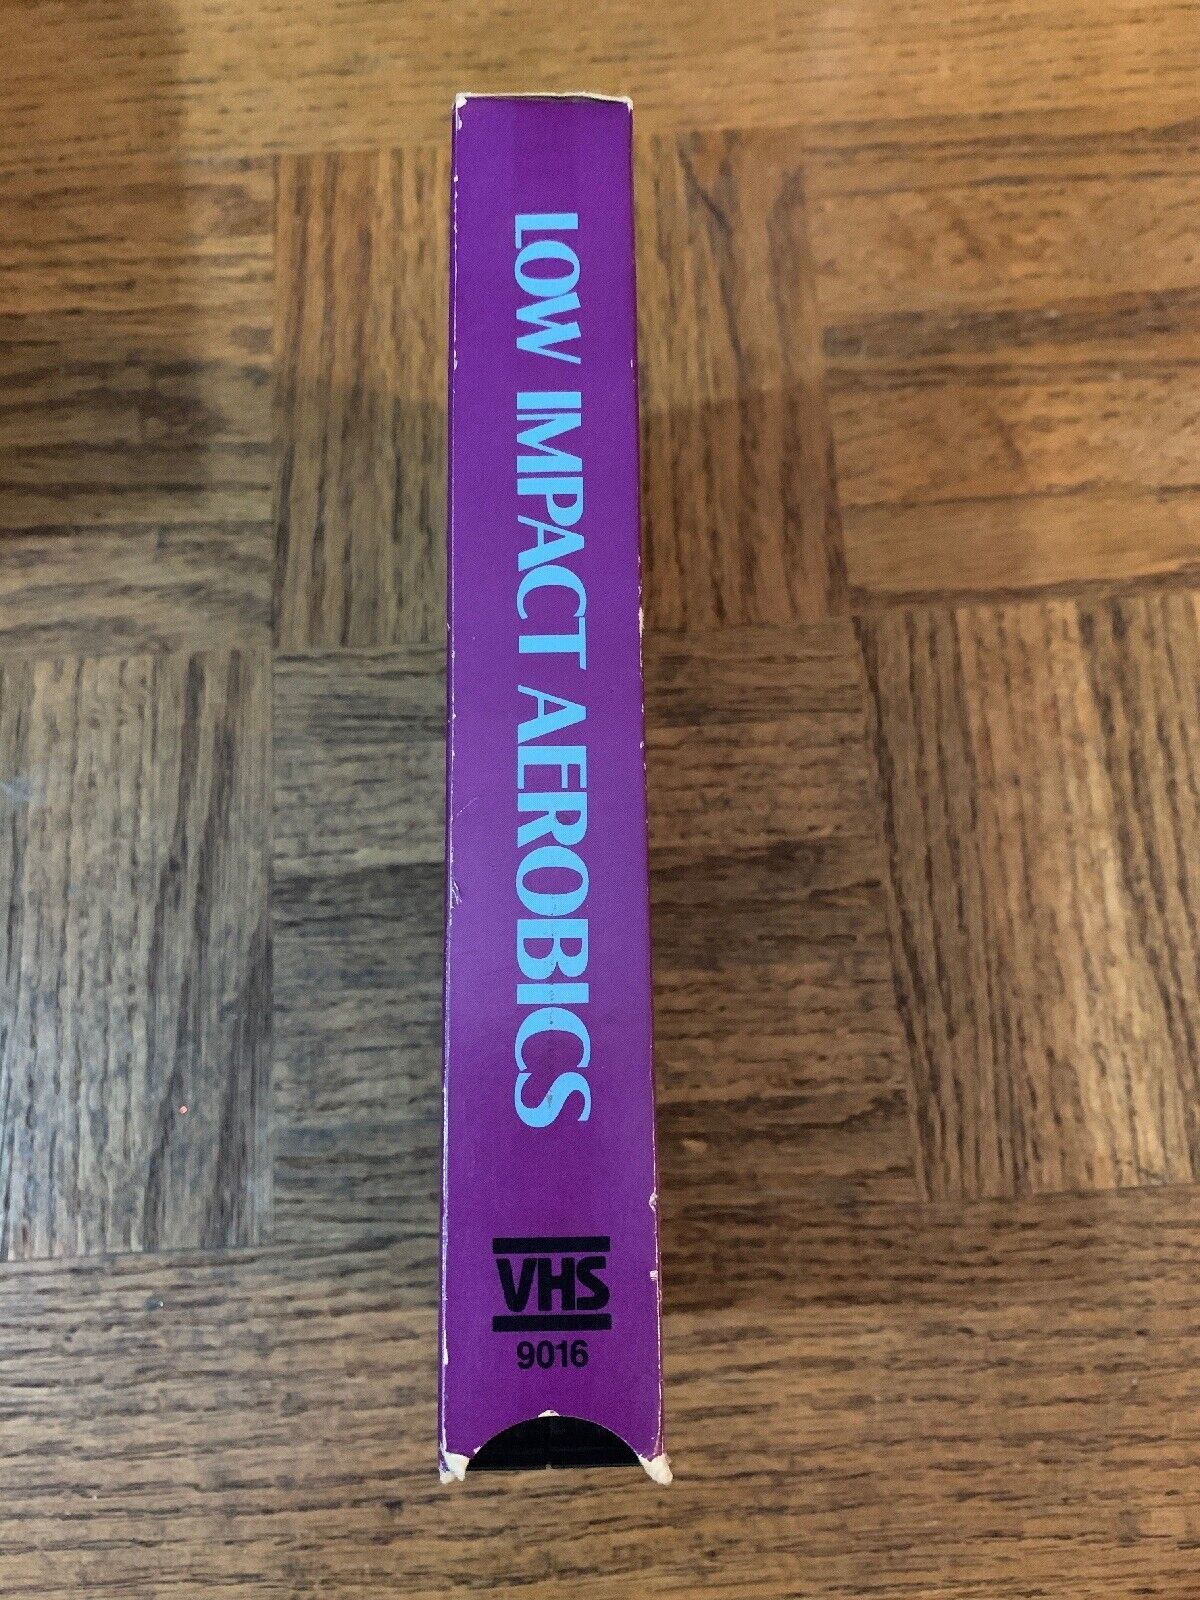 LOW IMPACT AEROBICS
VHS
9016